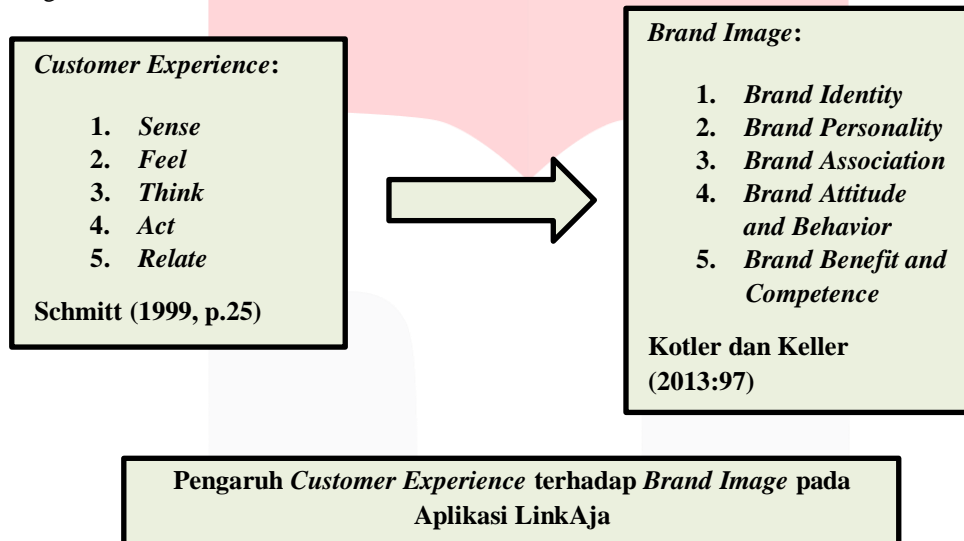 Customer Experience:
1. Sense
2. Feel
3. Think
4. Act
5. Relate
Schmitt (1999, p.25)
Brand Image:
1. Brand Identity
2. Brand Personality
3. Brand Association
4. Brand Attitude
and Behavior
5. Brand Benefit and
Competence
Kotler dan Keller
(2013:97)
Pengaruh Customer Experience terhadap Brand Image pada
Aplikasi LinkAja